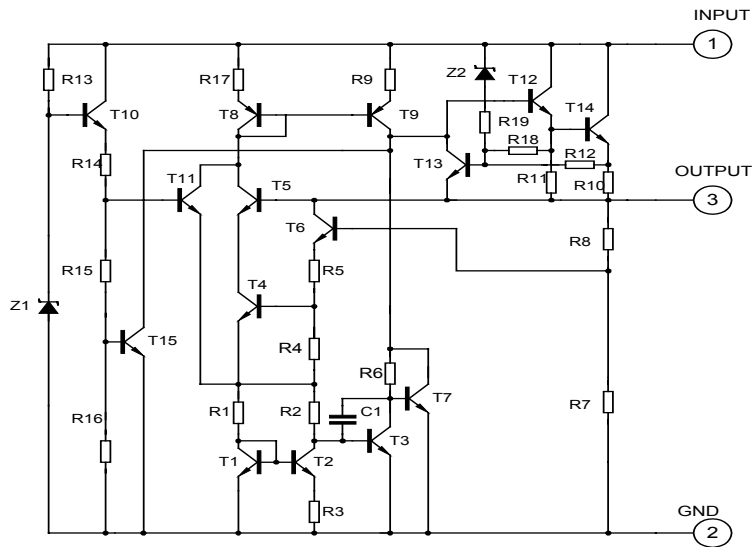 INPUT
1
R13
R17
R9
Z2
T12
T10
T8
T9
R19
T14
R18
R14
T13
R12
T11
R11
R10
OUTPUT
T5
3
T6
R8
R15
R5
T4
Z1
T15
R4
R6
R1
R2
C1
T7
R7
R16
T3
T1
T2
R3
GND
2